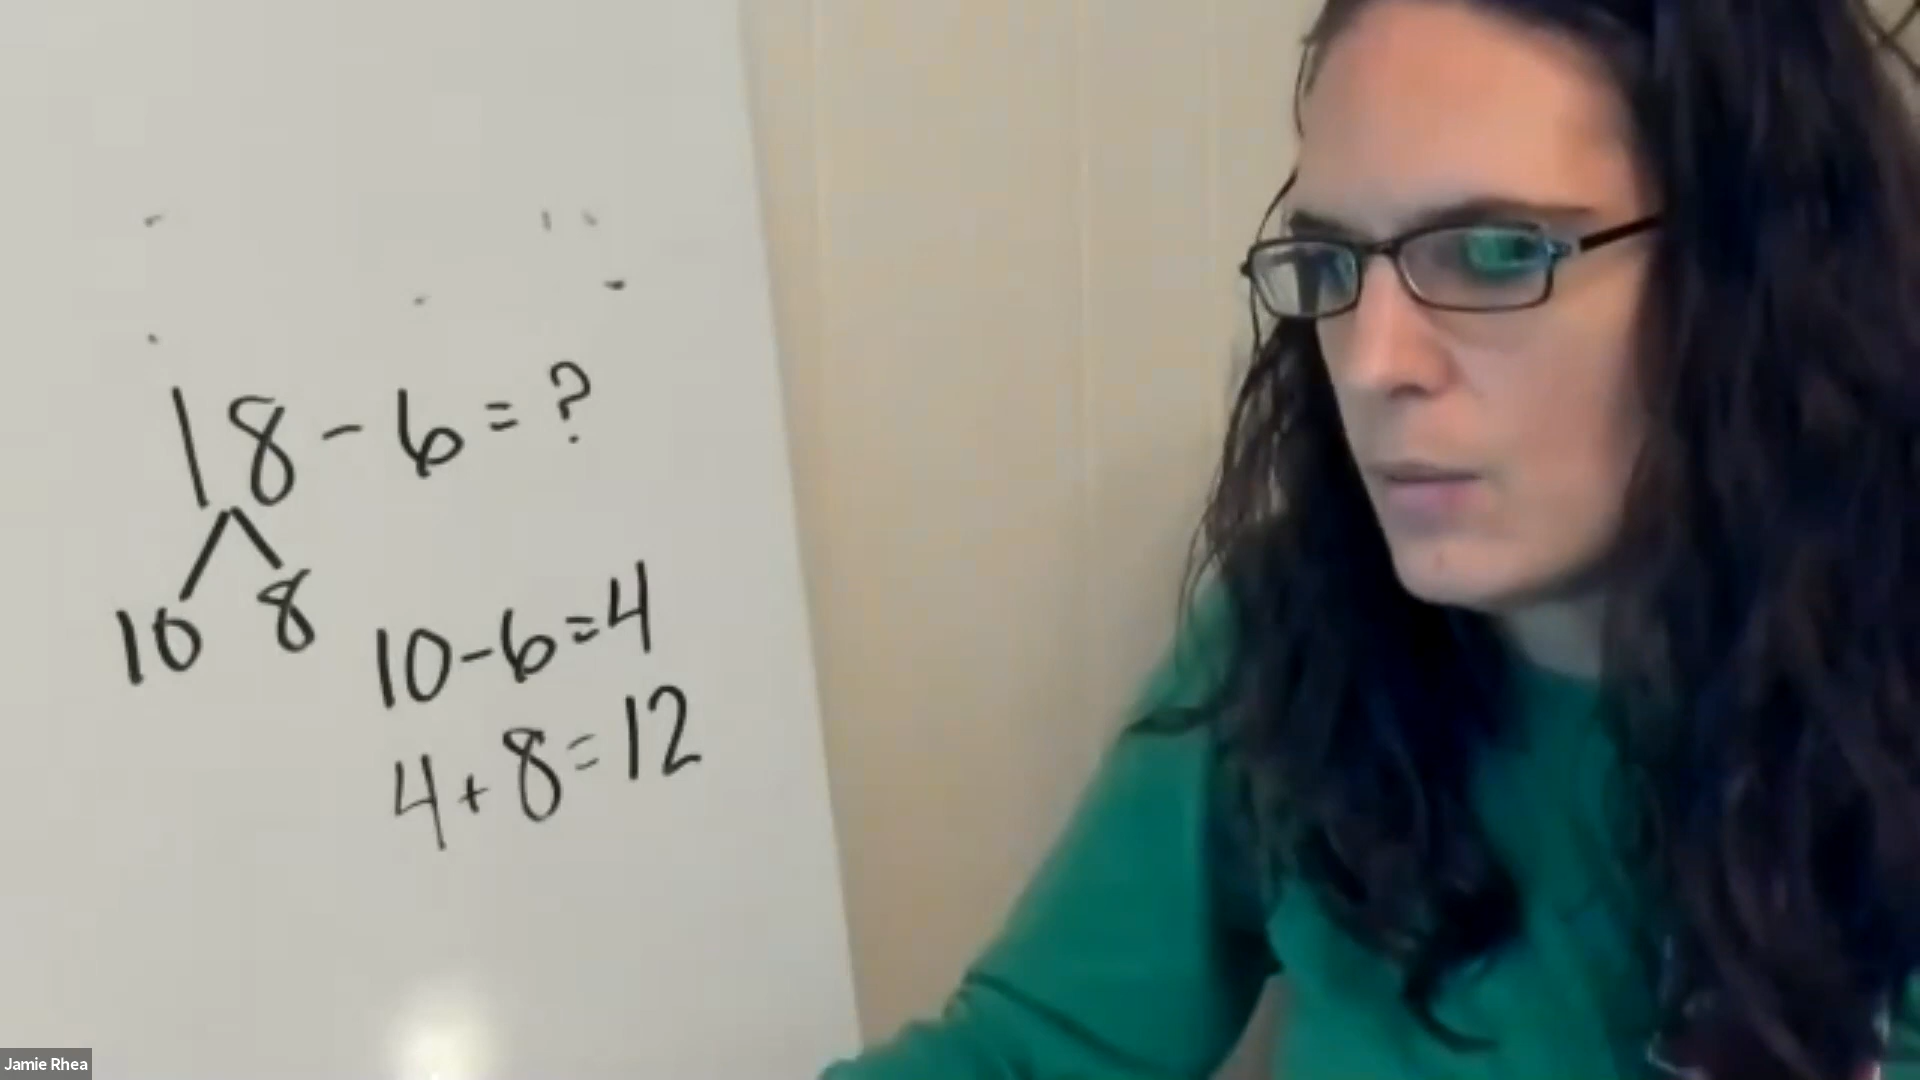 18 - 6 = ?
10 8
10 - 6 = 4
4 + 8 = 12
Jamie Rhea